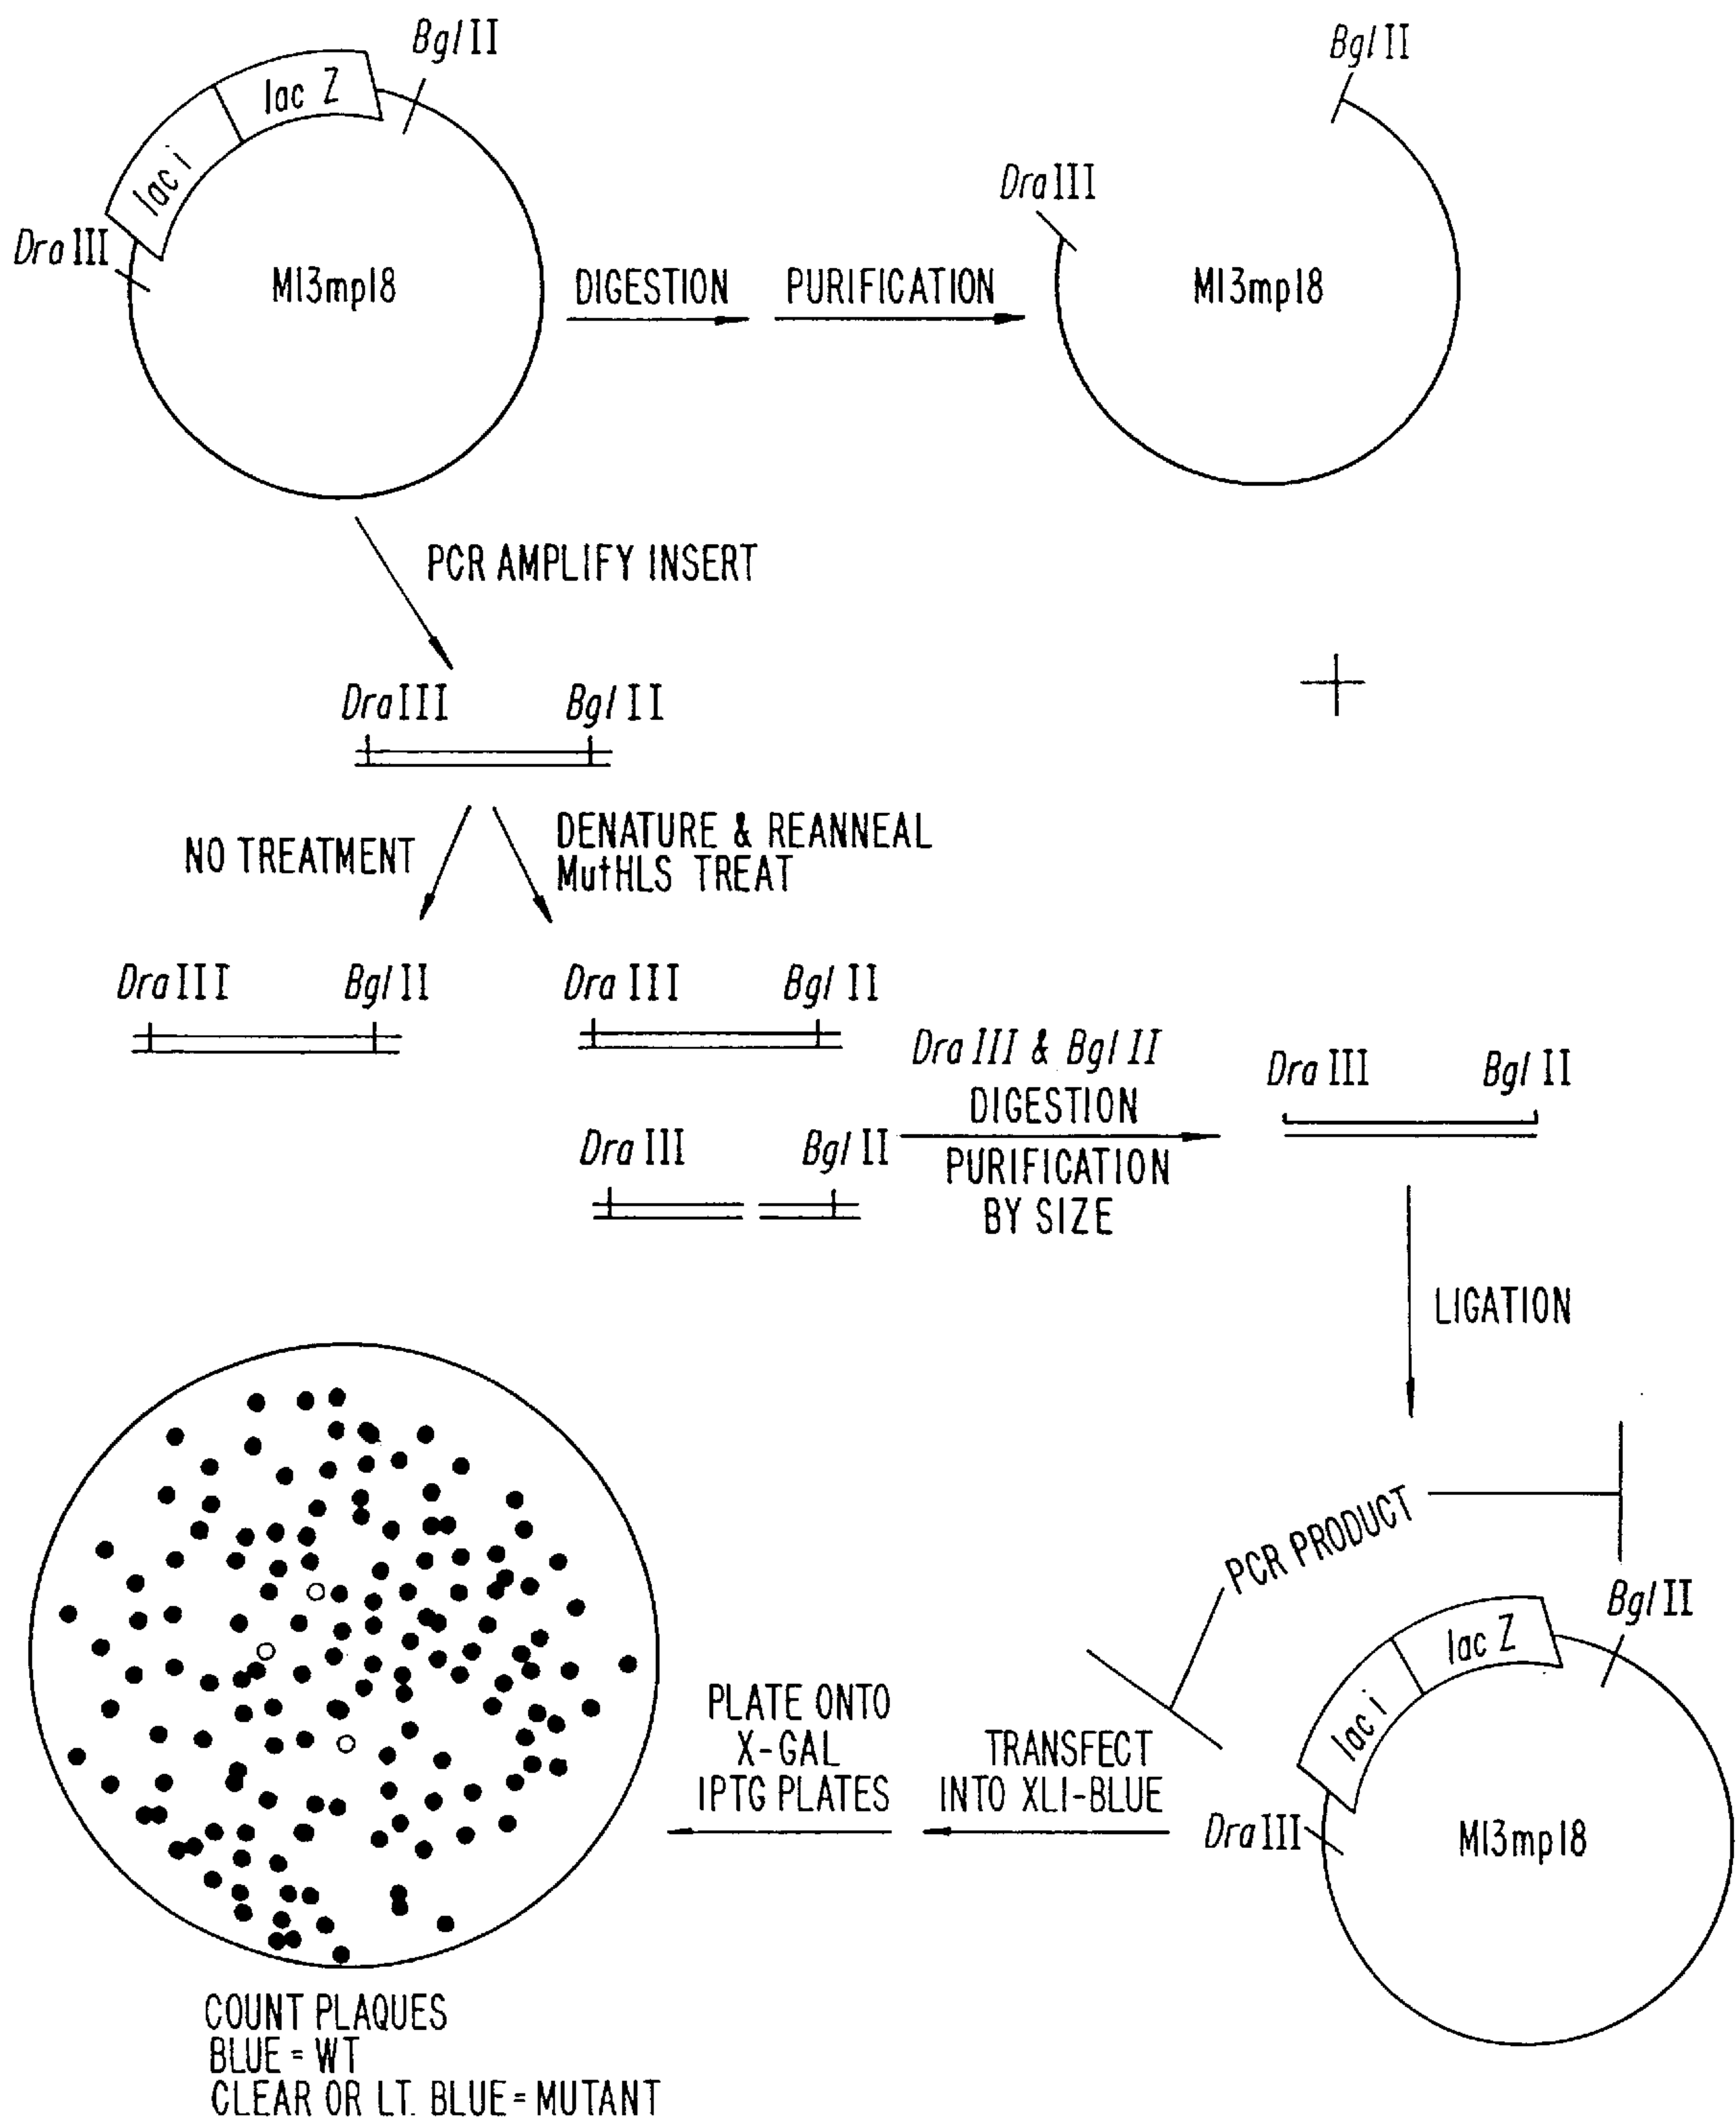 Bgl II
lac Z
lac i
Dra III
M13mp18
DIGESTION
PURIFICATION
Bgl II
Dra III
M13mp18
PCR AMPLIFY INSERT
Dra III
Bgl II
NO TREATMENT
DENATURE & REANNEAL
MutHLS TREAT
Dra III
Bgl II
Dra III
Bgl II
Dra III
Bgl II
Dra III & Bgl II
DIGESTION
PURIFICATION
BY SIZE
Dra III
Bgl II
LIGATION
PCR PRODUCT
Bgl II
lac Z
lac i
Dra III
M13mp18
TRANSFECT
INTO XL1-BLUE
PLATE ONTO
X-GAL
IPTG PLATES
COUNT PLAQUES
BLUE = WT
CLEAR OR LT. BLUE = MUTANT